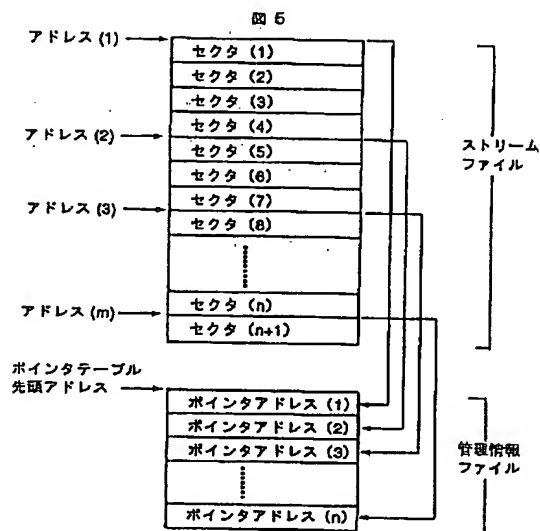 図 5
アドレス (1)
セクタ (1)
セクタ (2)
セクタ (3)
セクタ (4)
アドレス (2)
セクタ (5)
セクタ (6)
セクタ (7)
アドレス (3)
セクタ (8)
ストリーム
ファイル
セクタ (n)
アドレス (m)
セクタ (n+1)
ポインタテーブル
先頭アドレス
ポインタアドレス (1)
ポインタアドレス (2)
ポインタアドレス (3)
ポインタアドレス (n)
管理情報
ファイル